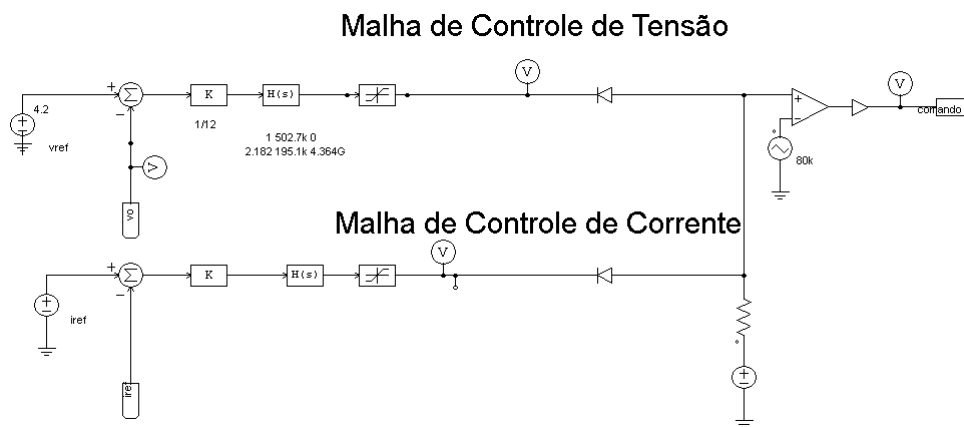 Malha de Controle de Tensão
V
V
4.2
+
Σ
−
K
H(s)
+
−
comando
1/12
1 502.7k 0
2.182 195.1k 4.364G
vref
80k
V
vo
Malha de Controle de Corrente
V
+
Σ
−
K
H(s)
iref
ire